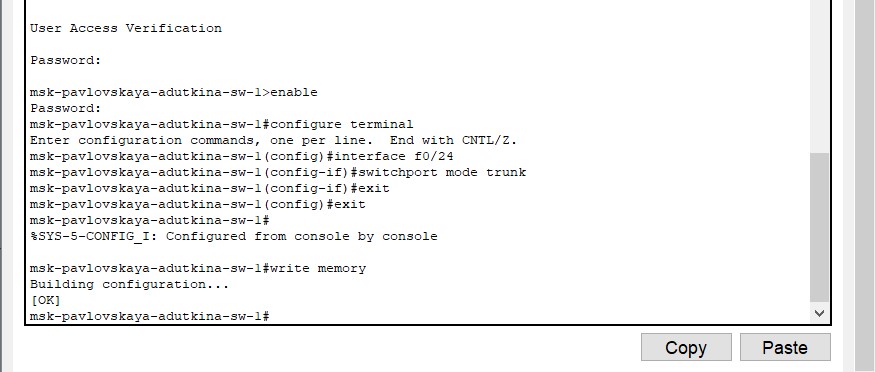 User Access Verification
Password:
msk-pavlovskaya-adutkina-sw-1>enable
Password:
msk-pavlovskaya-adutkina-sw-1#configure terminal
Enter configuration commands, one per line.  End with CNTL/Z.
msk-pavlovskaya-adutkina-sw-1(config)#interface f0/24
msk-pavlovskaya-adutkina-sw-1(config-if)#switchport mode trunk
msk-pavlovskaya-adutkina-sw-1(config-if)#exit
msk-pavlovskaya-adutkina-sw-1(config)#exit
msk-pavlovskaya-adutkina-sw-1#
%SYS-5-CONFIG_I: Configured from console by console
msk-pavlovskaya-adutkina-sw-1#write memory
Building configuration...
[OK]
msk-pavlovskaya-adutkina-sw-1#
Copy Paste